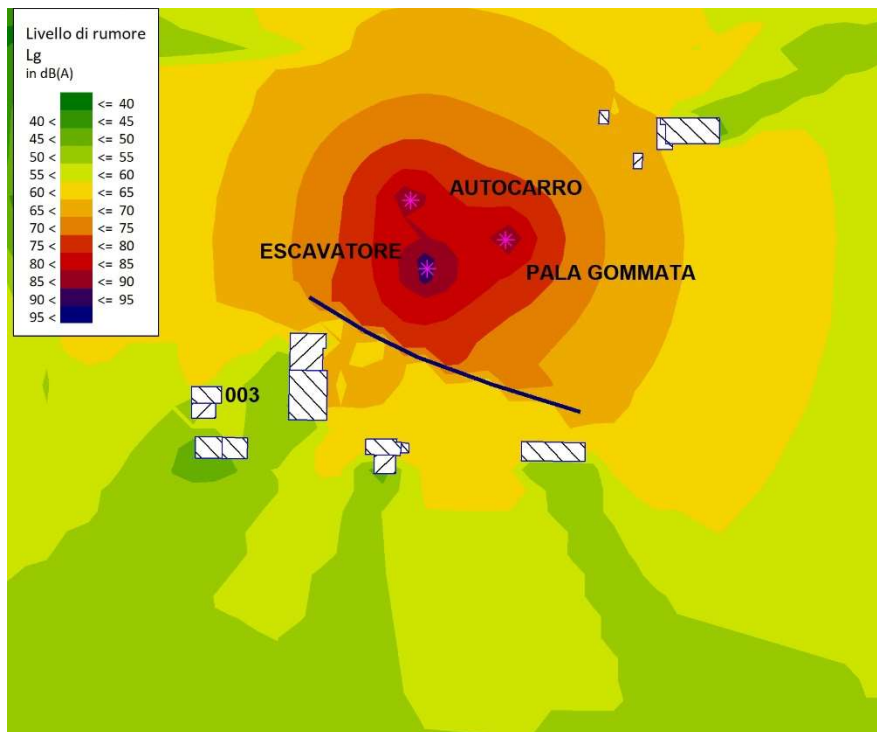 Livello di rumore
Lg
in dB(A)
<= 40
40 < <= 45
45 < <= 50
50 < <= 55
55 < <= 60
60 < <= 65
65 < <= 70
70 < <= 75
75 < <= 80
80 < <= 85
85 < <= 90
90 < <= 95
95 <
AUTOCARRO
ESCAVATORE
PALA GOMMATA
003